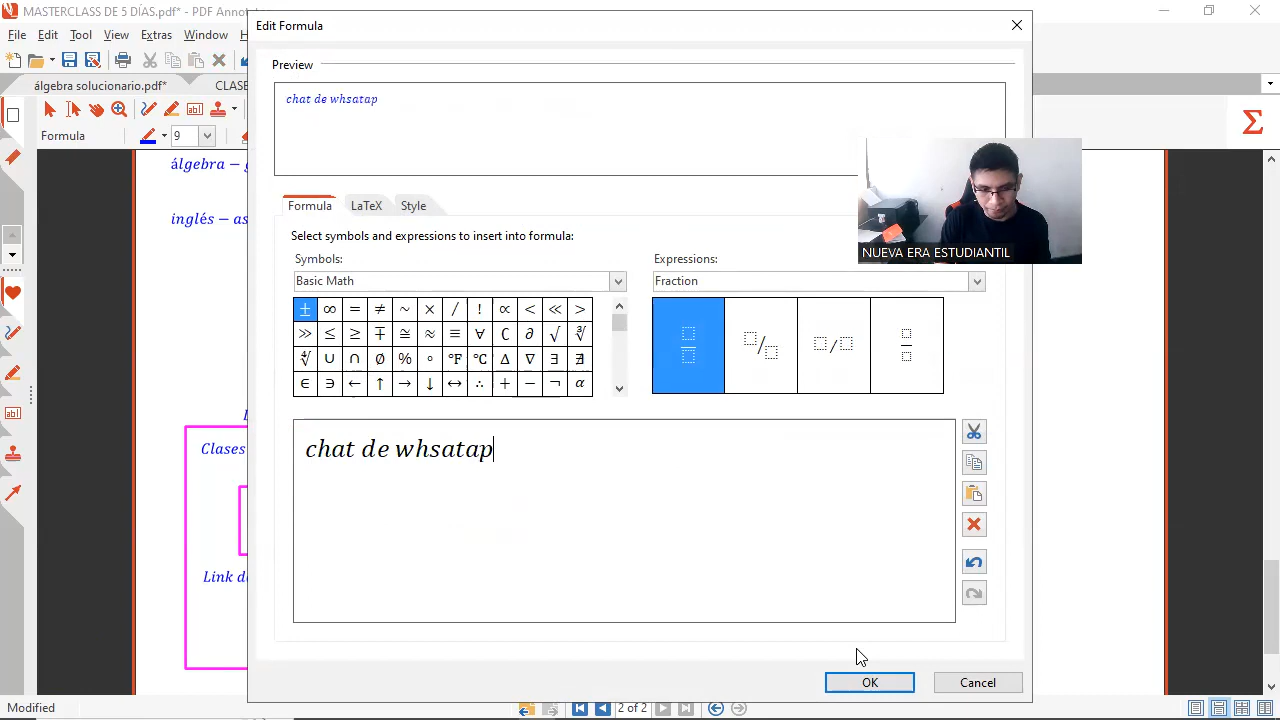 MASTERCLASS DE 5 DÍAS.pdf* - PDF Annot
File Edit Tool View Extras Window
álgebra solucionario.pdf* CLASE
Formula 9
álgebra –
inglés – as
Clases
Link de
Modified 2 of 2
Edit Formula
Preview
chat de whsatap
Formula LaTeX Style
Select symbols and expressions to insert into formula:
Symbols: Expressions:
Basic Math Fraction
± ∞ = ≠ ~ × / ! ∝ < ≪ >
≫ ≤ ≥ ∓ ≅ ≈ ≡ ∀ ∁ ∂ √ ∛
∜ ∪ ∩ ∅ % ° °F °C ∆ ∇ ∃ ∄
∈ ∋ ← ↑ → ↓ ↔ ∴ + − ¬ α
chat de whsatap
OK Cancel
NUEVA ERA ESTUDIANTIL
Σ